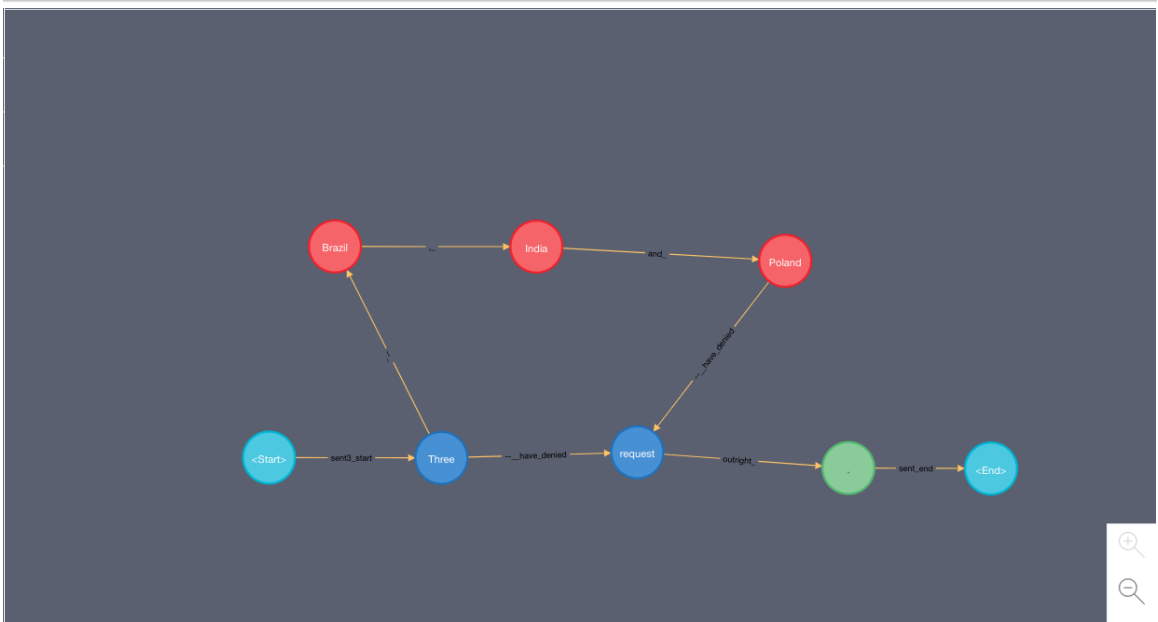 Brazil
India
and_
Poland
--__have_denied
<Start>
sent3_start
Three
--__have_denied
request
outright_
.
sent_end
<End>